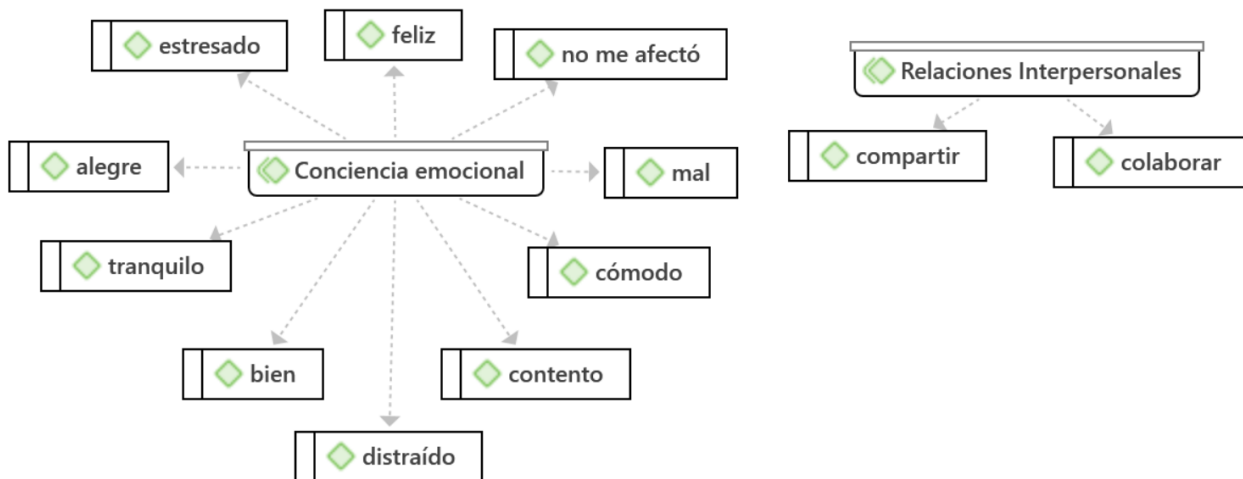 estresado
feliz
no me afectó
Relaciones Interpersonales
compartir
colaborar
alegre
Conciencia emocional
mal
tranquilo
cómodo
bien
contento
distraído